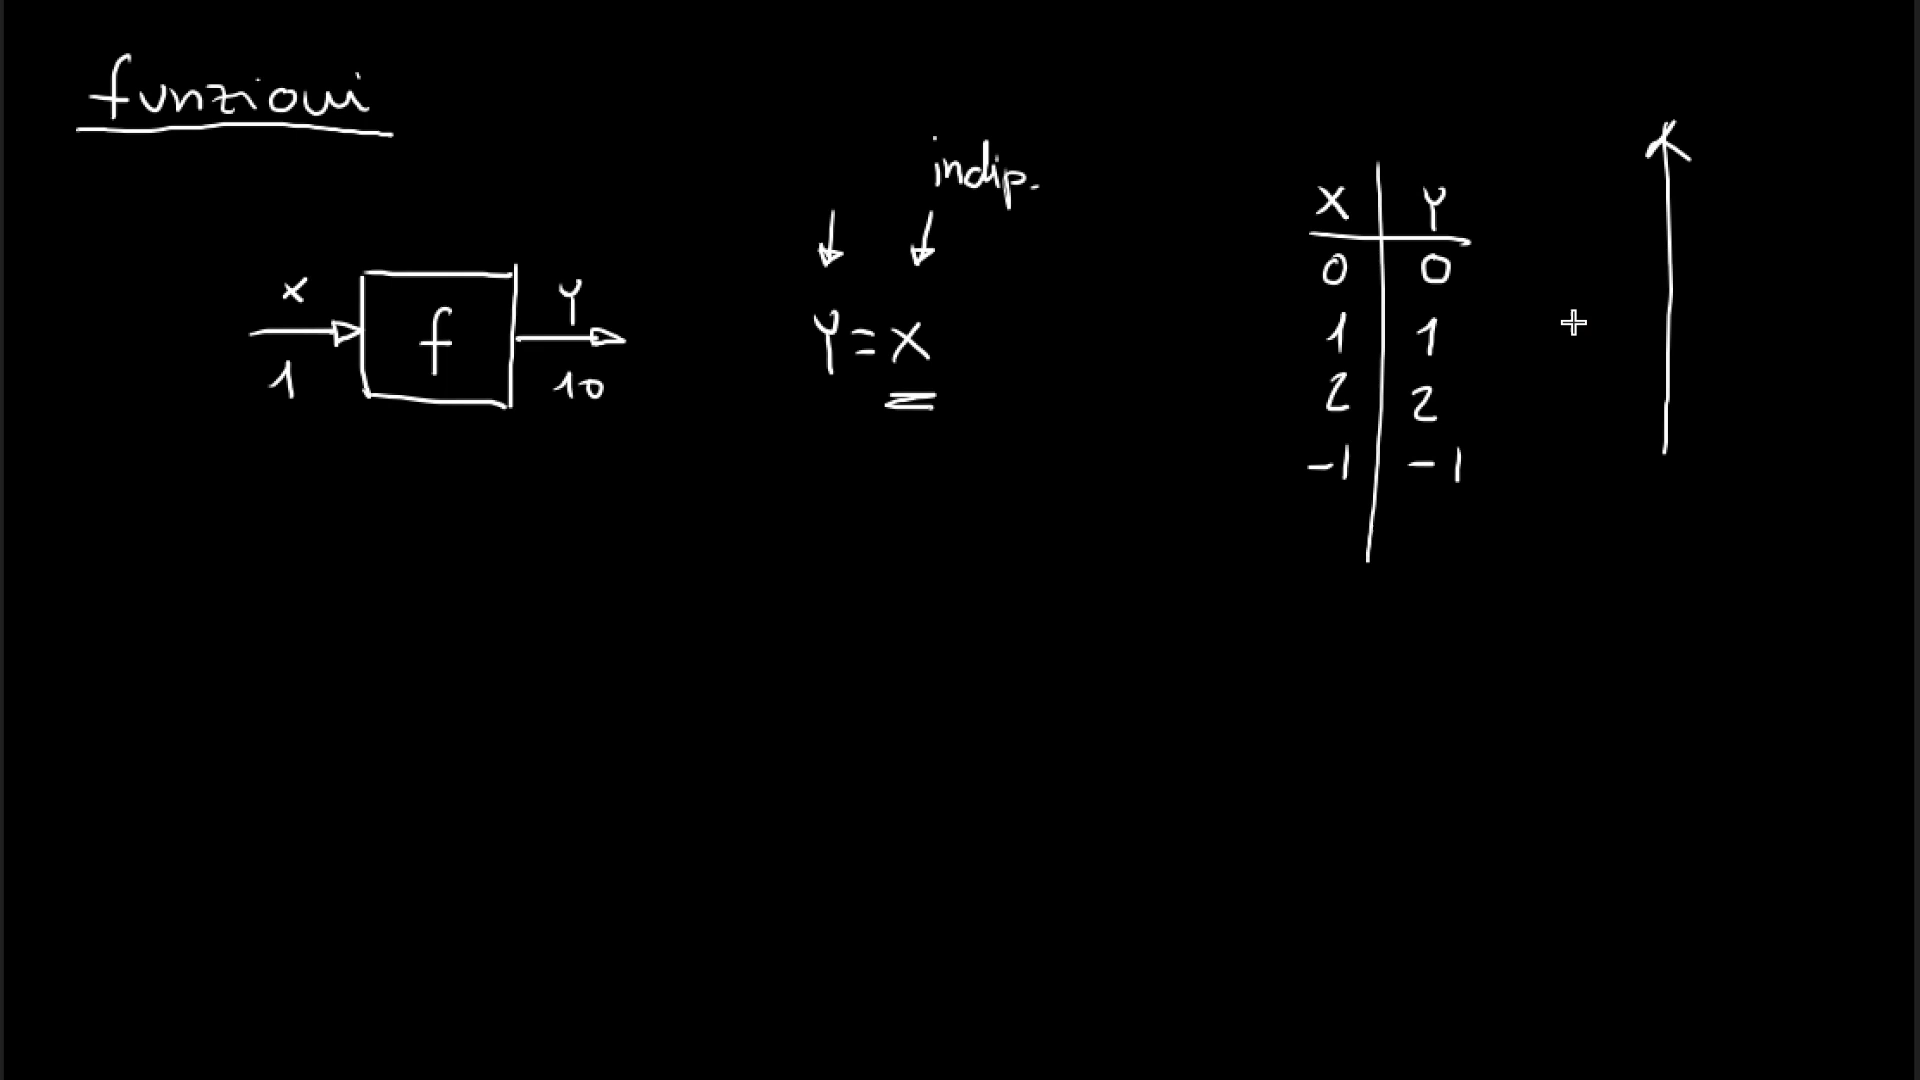 funzioni
indip.
x
f
Y
1
10
Y = x
x Y
0 0
1 1
2 2
-1 -1